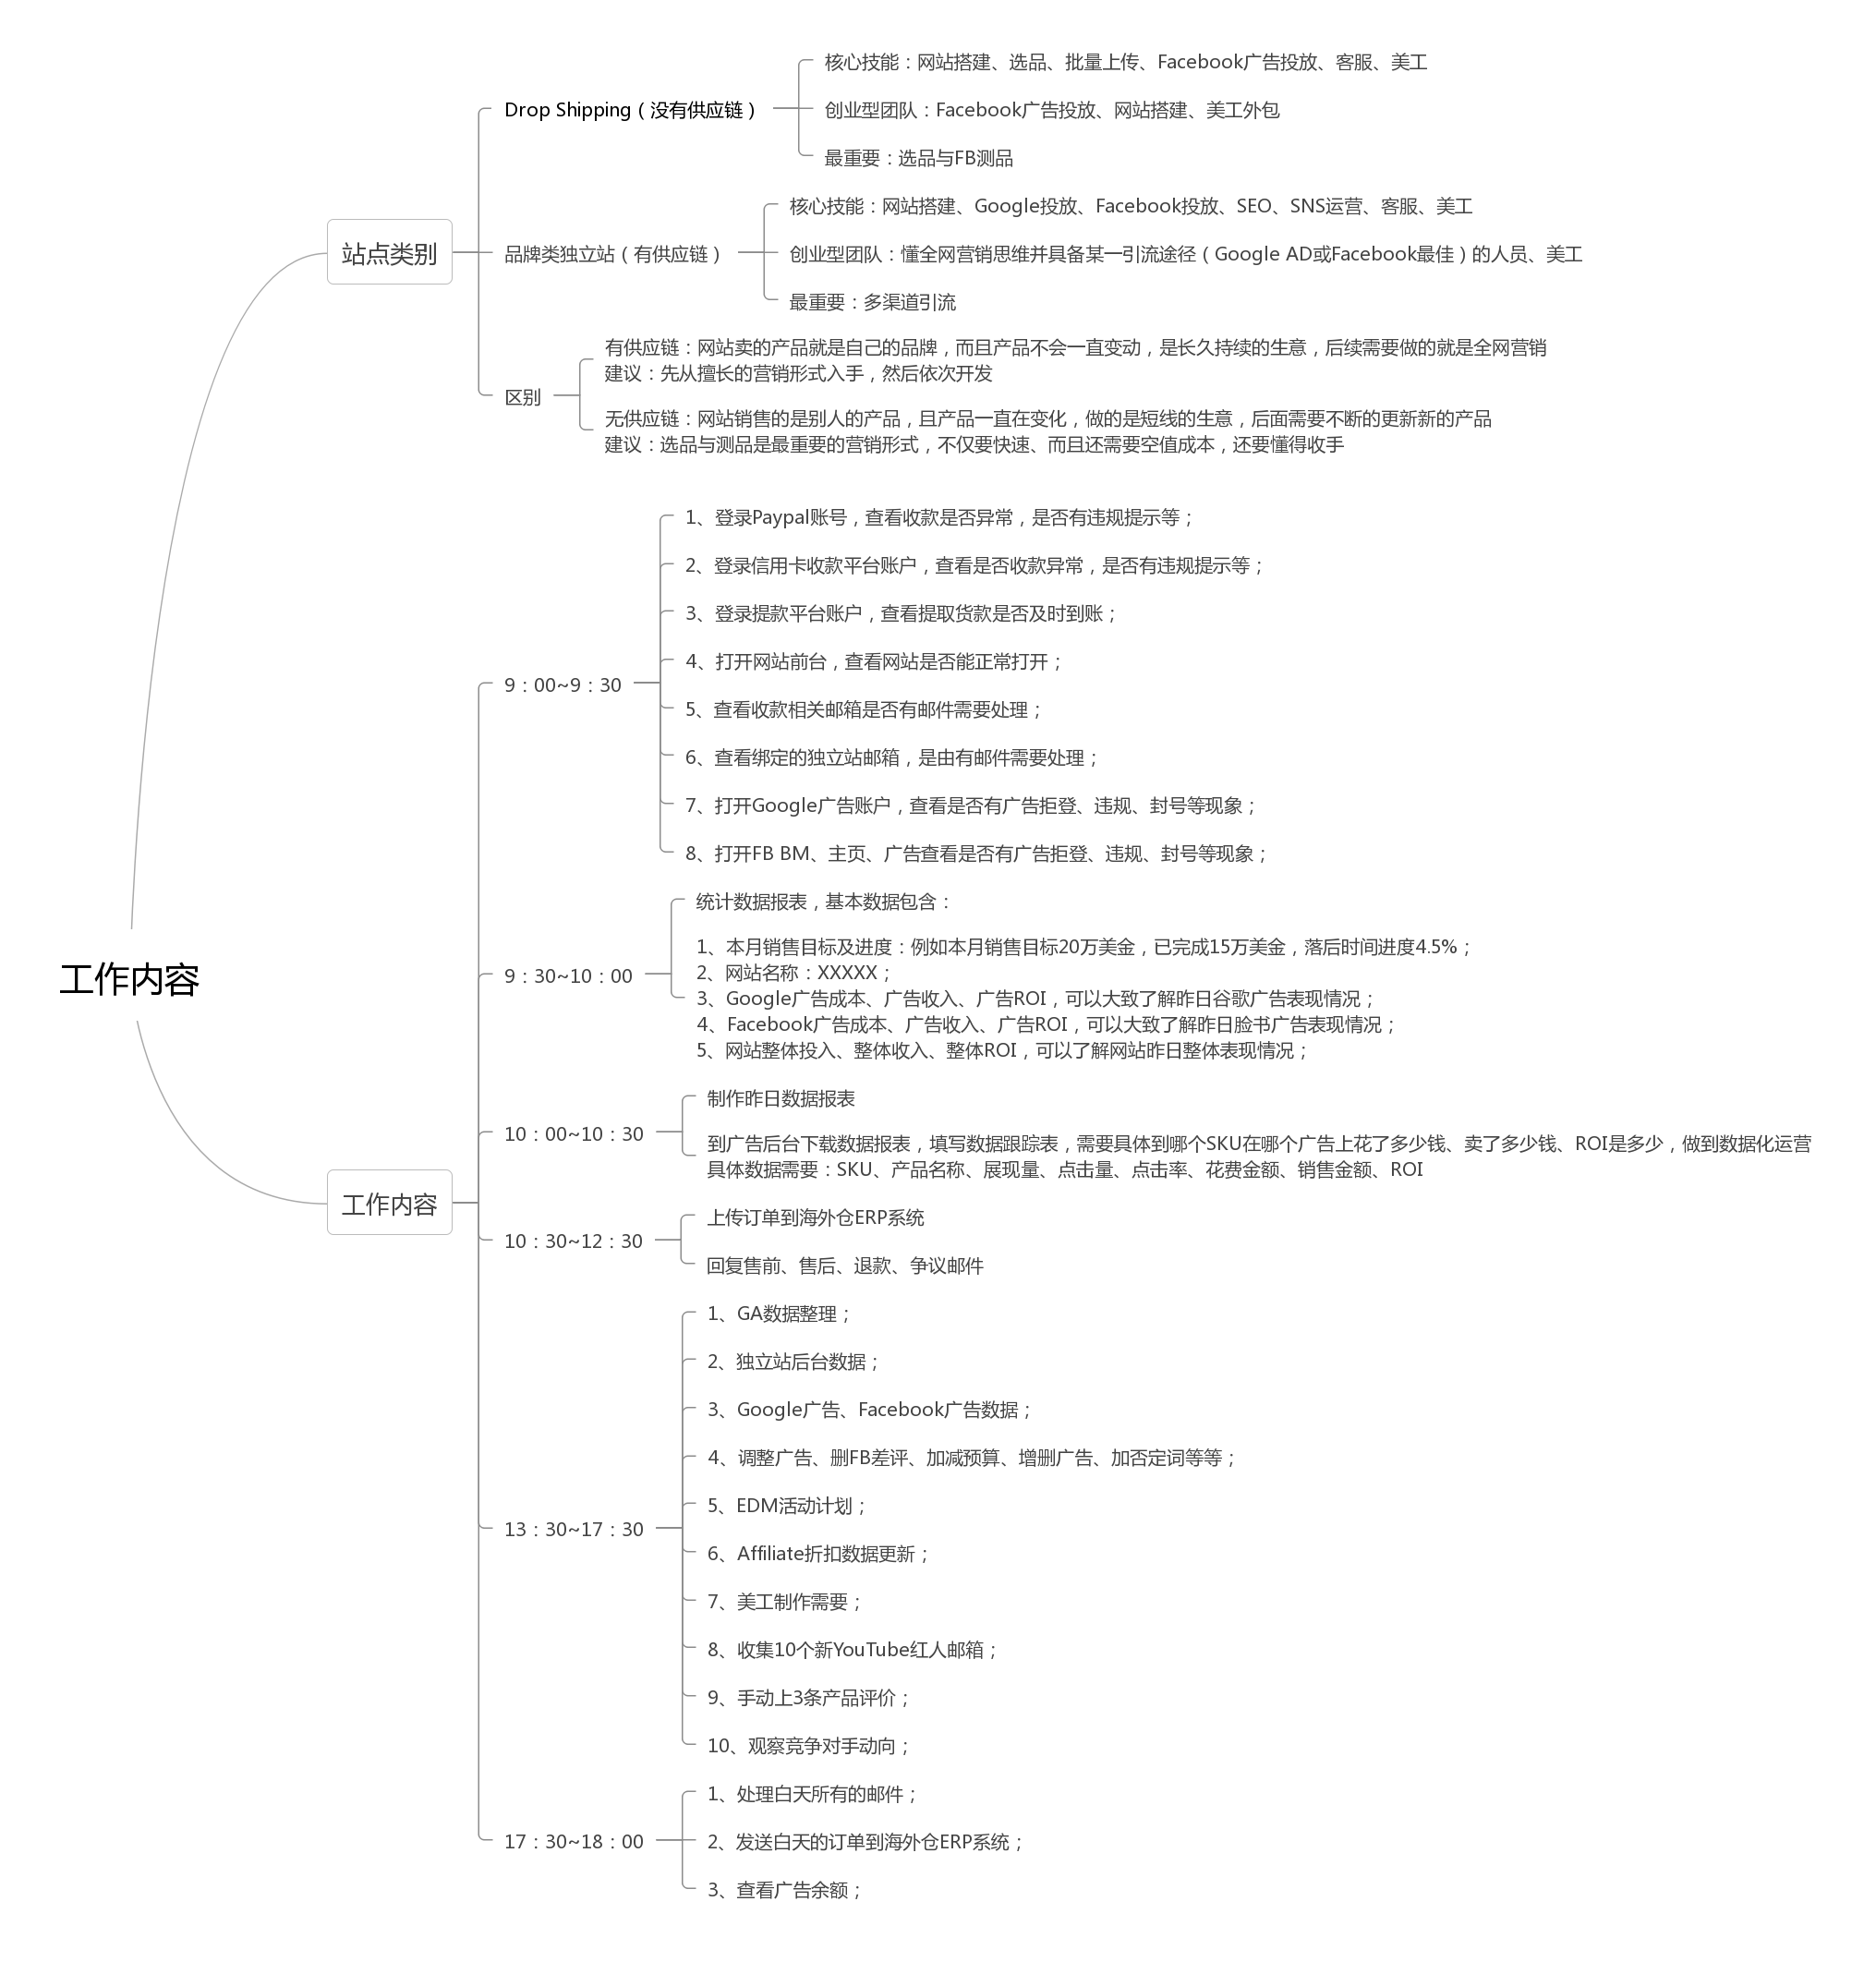 核心技能：网站搭建、选品、批量上传、Facebook广告投放、客服、美工
Drop Shipping（没有供应链）
创业型团队：Facebook广告投放、网站搭建、美工外包
最重要：选品与FB测品
站点类别
核心技能：网站搭建、Google投放、Facebook投放、SEO、SNS运营、客服、美工
品牌类独立站（有供应链）
创业型团队：懂全网营销思维并具备某一引流途径（Google AD或Facebook最佳）的人员、美工
最重要：多渠道引流
区别
有供应链：网站卖的产品就是自己的品牌，而且产品不会一直变动，是长久持续的生意，后续需要做的就是全网营销
建议：先从擅长的营销形式入手，然后依次开发
无供应链：网站销售的是别人的产品，且产品一直在变化，做的是短线的生意，后面需要不断的更新新的产品
建议：选品与测品是最重要的营销形式，不仅要快速、而且还需要空值成本，还要懂得收手
工作内容
工作内容
9：00~9：30
1、登录Paypal账号，查看收款是否异常，是否有违规提示等；
2、登录信用卡收款平台账户，查看是否收款异常，是否有违规提示等；
3、登录提款平台账户，查看提取货款是否及时到账；
4、打开网站前台，查看网站是否能正常打开；
5、查看收款相关邮箱是否有邮件需要处理；
6、查看绑定的独立站邮箱，是由有邮件需要处理；
7、打开Google广告账户，查看是否有广告拒登、违规、封号等现象；
8、打开FB BM、主页、广告查看是否有广告拒登、违规、封号等现象；
9：30~10：00
统计数据报表，基本数据包含：
1、本月销售目标及进度：例如本月销售目标20万美金，已完成15万美金，落后时间进度4.5%；
2、网站名称：XXXXX；
3、Google广告成本、广告收入、广告ROI，可以大致了解昨日谷歌广告表现情况；
4、Facebook广告成本、广告收入、广告ROI，可以大致了解昨日脸书广告表现情况；
5、网站整体投入、整体收入、整体ROI，可以了解网站昨日整体表现情况；
10：00~10：30
制作昨日数据报表
到广告后台下载数据报表，填写数据跟踪表，需要具体到哪个SKU在哪个广告上花了多少钱、卖了多少钱、ROI是多少，做到数据化运营
具体数据需要：SKU、产品名称、展现量、点击量、点击率、花费金额、销售金额、ROI
10：30~12：30
上传订单到海外仓ERP系统
回复售前、售后、退款、争议邮件
13：30~17：30
1、GA数据整理；
2、独立站后台数据；
3、Google广告、Facebook广告数据；
4、调整广告、删FB差评、加减预算、增删广告、加否定词等等；
5、EDM活动计划；
6、Affiliate折扣数据更新；
7、美工制作需要；
8、收集10个新YouTube红人邮箱；
9、手动上3条产品评价；
10、观察竞争对手动向；
17：30~18：00
1、处理白天所有的邮件；
2、发送白天的订单到海外仓ERP系统；
3、查看广告余额；